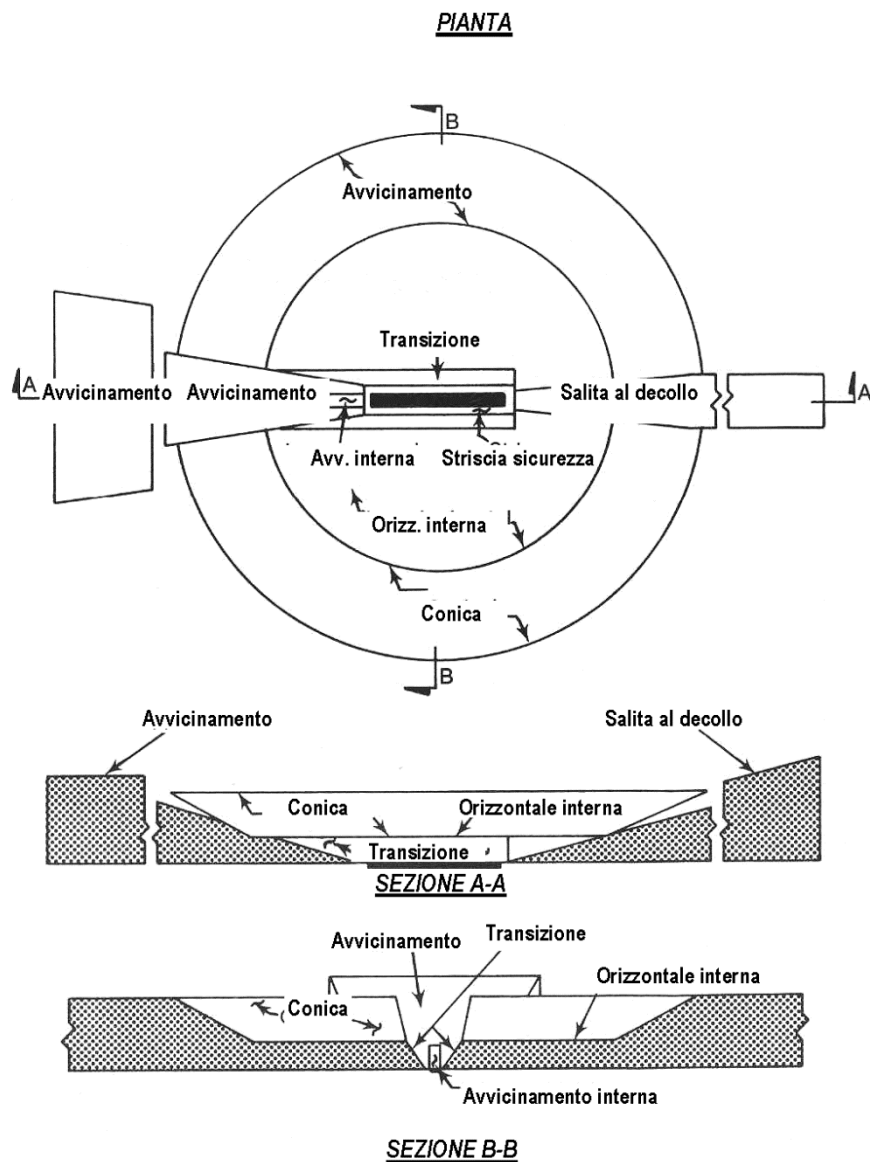 PIANTA
B
Avvicinamento
Transizione
A
Avvicinamento
Avvicinamento
Salita al decollo
A
Avv. interna
Striscia sicurezza
Orizz. interna
Conica
B
Avvicinamento
Salita al decollo
Conica
Orizzontale interna
Transizione
SEZIONE A-A
Avvicinamento
Transizione
Orizzontale interna
Conica
Avvicinamento interna
SEZIONE B-B